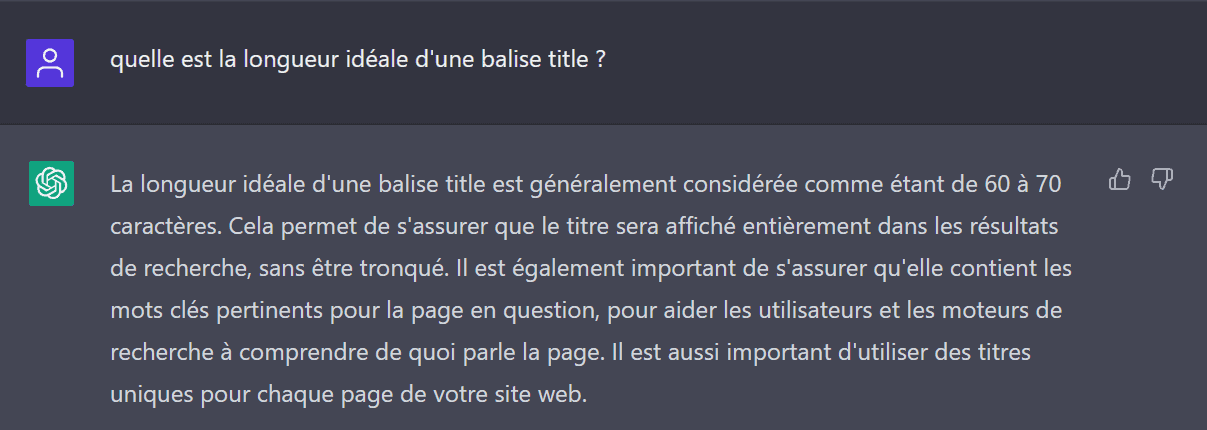 quelle est la longueur idéale d'une balise title ?
La longueur idéale d'une balise title est généralement considérée comme étant de 60 à 70
caractères. Cela permet de s'assurer que le titre sera affiché entièrement dans les résultats
de recherche, sans être tronqué. Il est également important de s'assurer qu'elle contient les
mots clés pertinents pour la page en question, pour aider les utilisateurs et les moteurs de
recherche à comprendre de quoi parle la page. Il est aussi important d'utiliser des titres
uniques pour chaque page de votre site web.